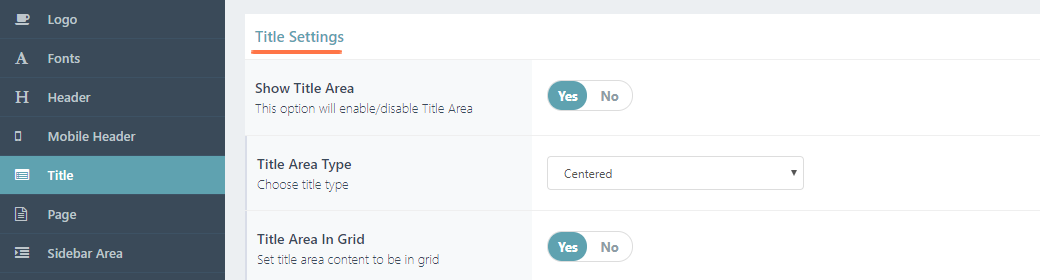 Logo
Fonts
Header
Mobile Header
Title
Page
Sidebar Area
Title Settings
Show Title Area
This option will enable/disable Title Area
Yes No
Title Area Type
Choose title type
Centered
Title Area In Grid
Set title area content to be in grid
Yes No